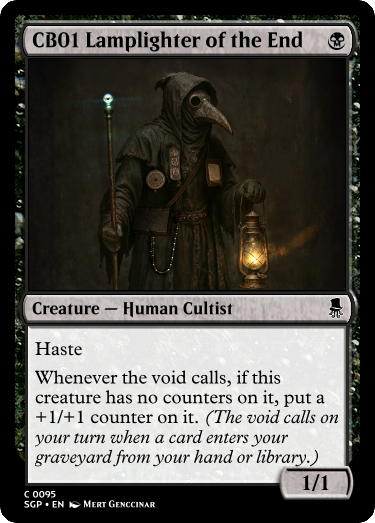 CB01 Lamplighter of the End
Creature — Human Cultist
Haste
Whenever the void calls, if this
creature has no counters on it, put a
+1/+1 counter on it. (The void calls on
your turn when a card enters your
graveyard from your hand or library.)
1/1
C 0095
SGP • EN Mert Genccinar